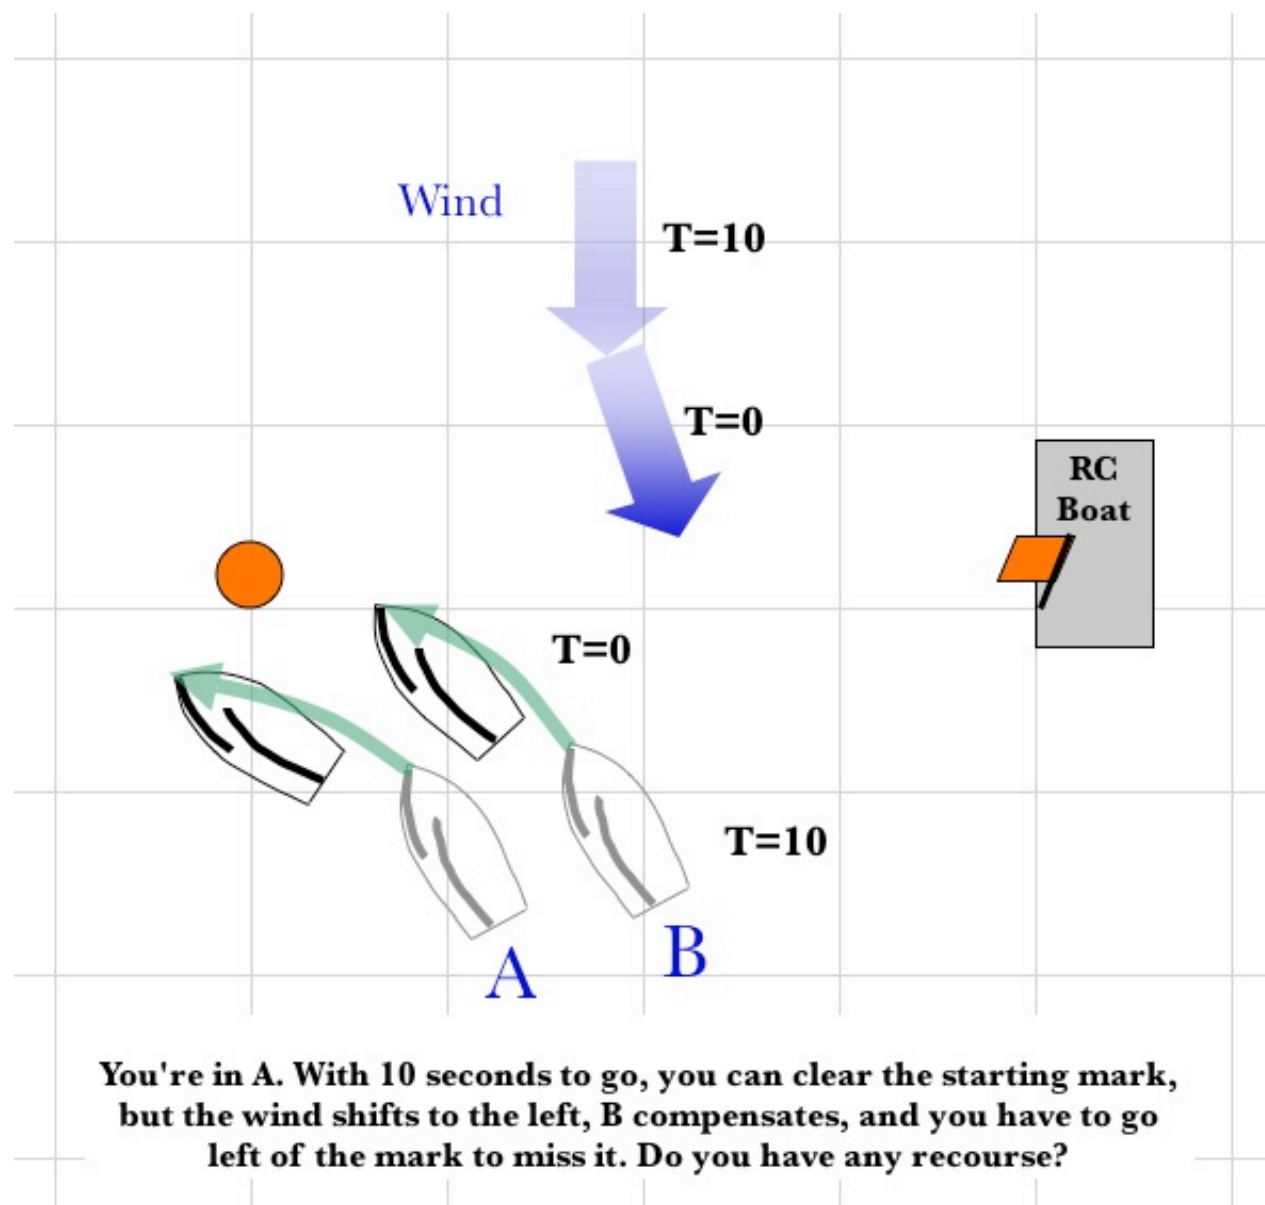 Wind
T=10
T=0
RC
Boat
T=0
T=10
A
B
You're in A. With 10 seconds to go, you can clear the starting mark,
but the wind shifts to the left, B compensates, and you have to go
left of the mark to miss it. Do you have any recourse?